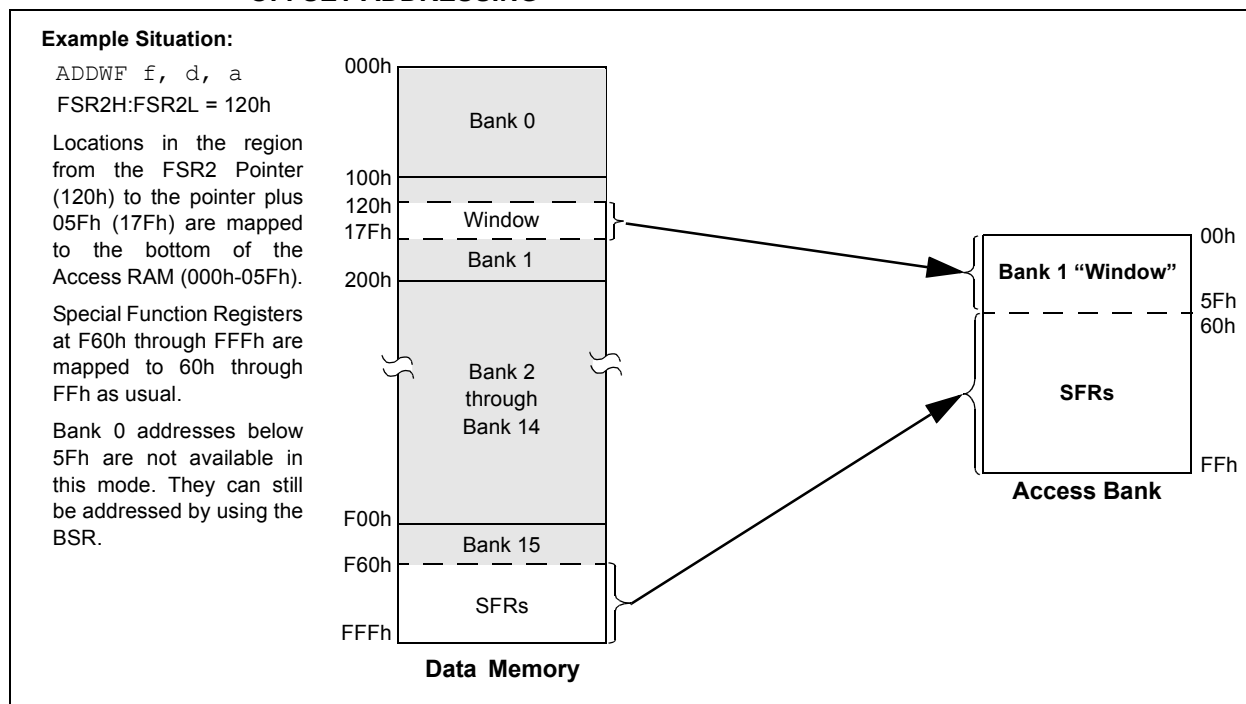 Example Situation:
ADDWF f, d, a
FSR2H:FSR2L = 120h
Locations in the region
from the FSR2 Pointer
(120h) to the pointer plus
05Fh (17Fh) are mapped
to the bottom of the
Access RAM (000h-05Fh).
Special Function Registers
at F60h through FFFh are
mapped to 60h through
FFh as usual.
Bank 0 addresses below
5Fh are not available in
this mode. They can still
be addressed by using the
BSR.
000h
Bank 0
100h
120h
Window
17Fh
Bank 1
200h
Bank 2
through
Bank 14
F00h
Bank 15
F60h
SFRs
FFFh
Data Memory
00h
Bank 1 “Window”
5Fh
60h
SFRs
FFh
Access Bank